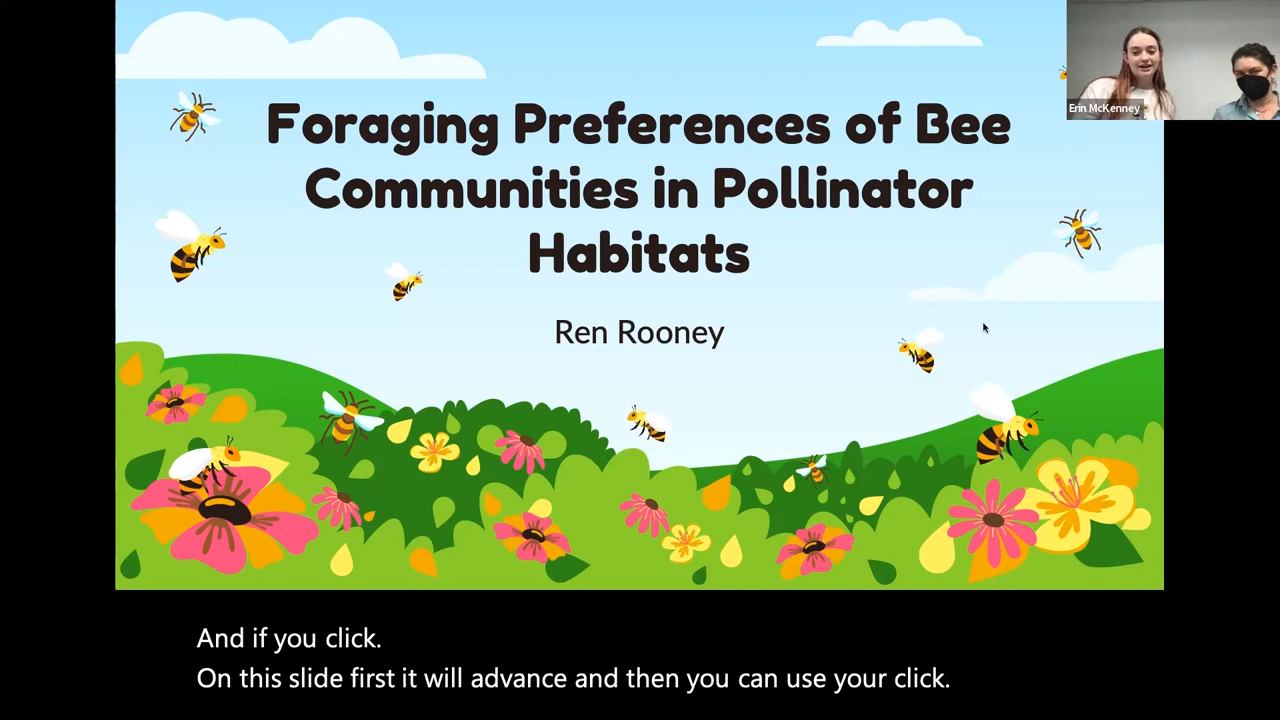 Foraging Preferences of Bee
Communities in Pollinator
Habitats
Ren Rooney
Erin McKenney
And if you click.
On this slide first it will advance and then you can use your click.